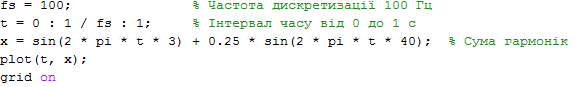 fs = 100; % Частота дискретизації 100 Гц
t = 0 : 1 / fs : 1; % Інтервал часу від 0 до 1 с
x = sin(2 * pi * t * 3) + 0.25 * sin(2 * pi * t * 40); % Сума гармонік
plot(t, x);
grid on